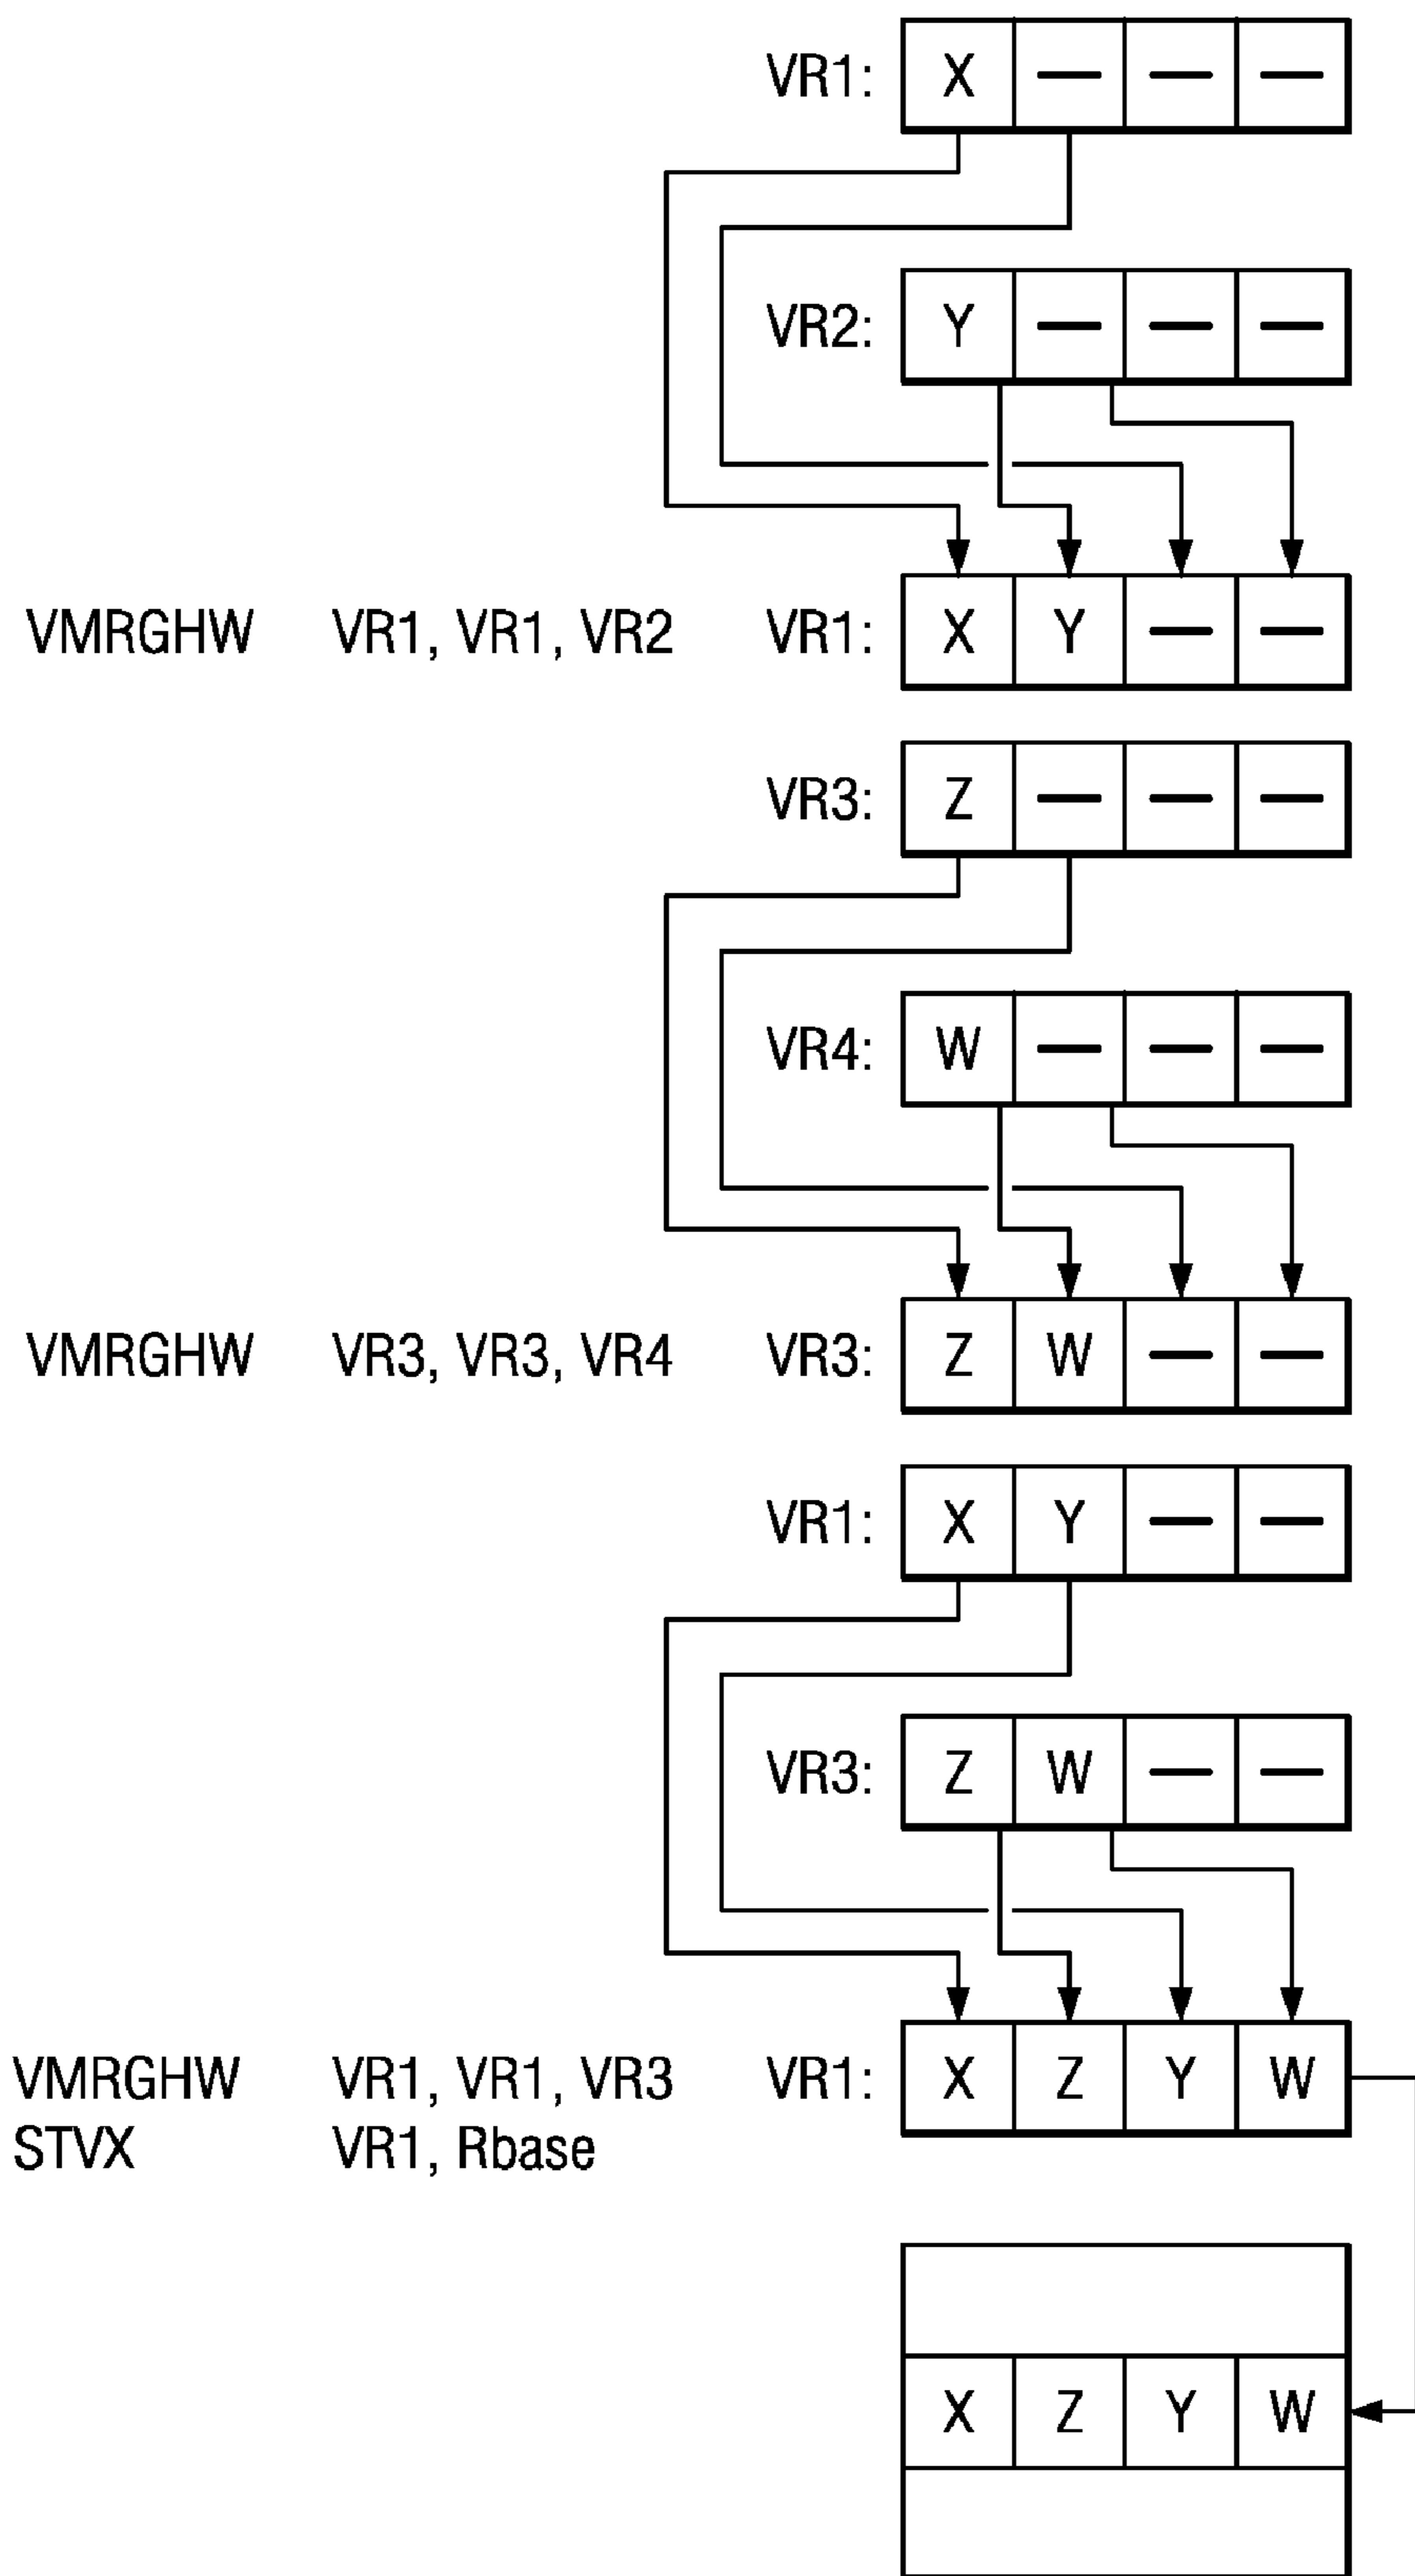 VR1: X — — —
VR2: Y — — —
VMRGHW VR1, VR1, VR2 VR1: X Y — —
VR3: Z — — —
VR4: W — — —
VMRGHW VR3, VR3, VR4 VR3: Z W — —
VR1: X Y — —
VR3: Z W — —
VMRGHW VR1, VR1, VR3 VR1: X Z Y W
STVX VR1, Rbase
X Z Y W